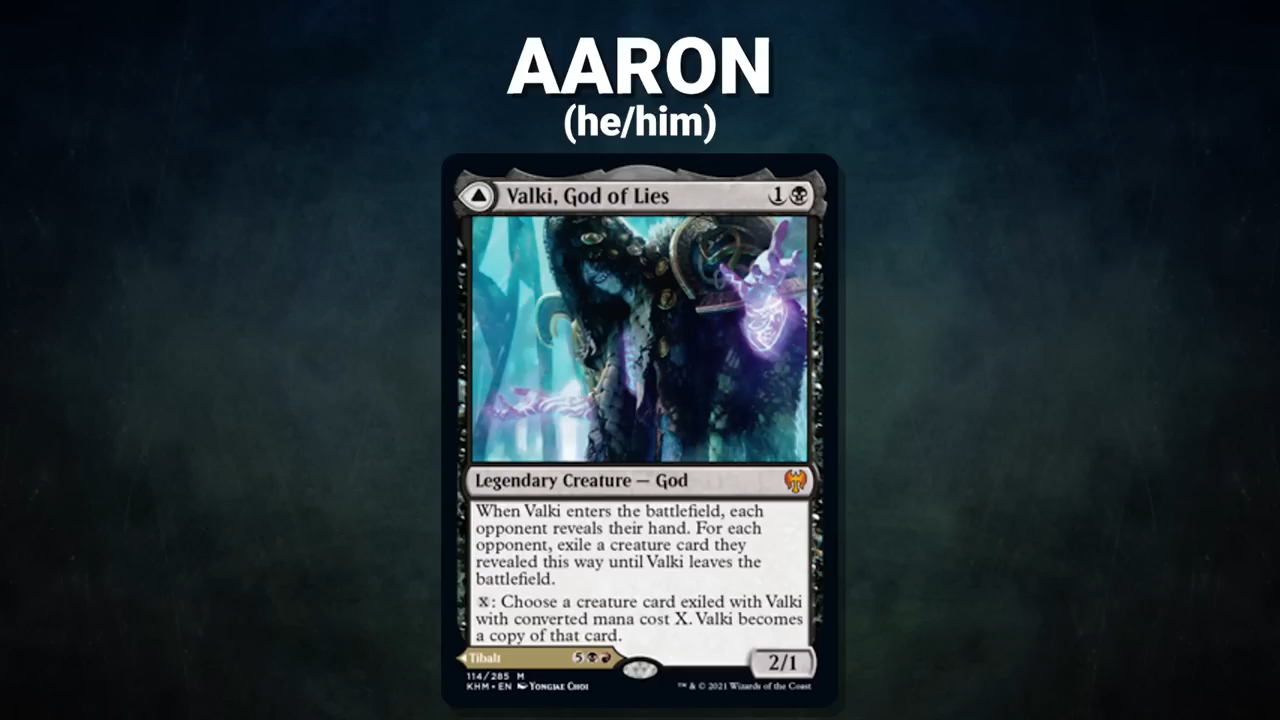 AARON
(he/him)
Valki, God of Lies 1
Legendary Creature — God
When Valki enters the battlefield, each
opponent reveals their hand. For each
opponent, exile a creature card they
revealed this way until Valki leaves the
battlefield.
X: Choose a creature card exiled with Valki
with converted mana cost X. Valki becomes
a copy of that card.
Tibalt 5
2/1
114/285 M
KHM • EN Yongjae Choi
™ & © 2021 Wizards of the Coast